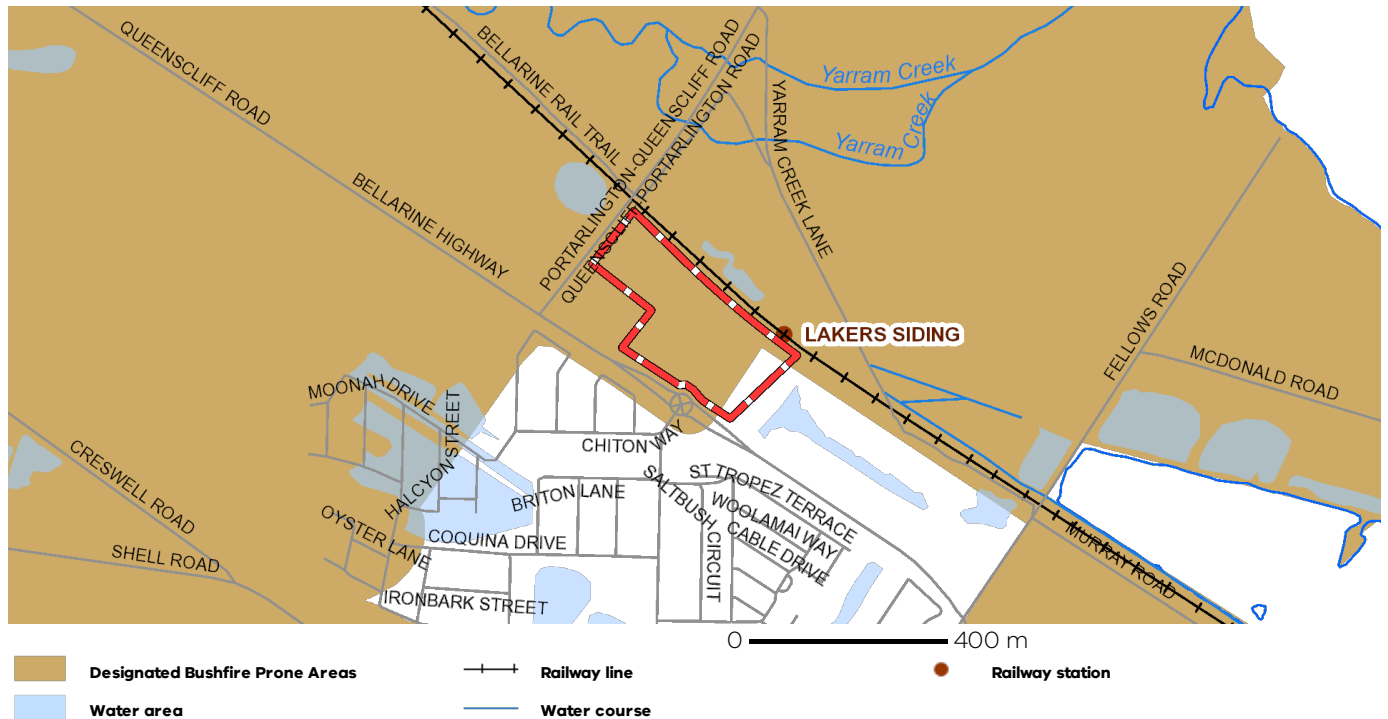 QUEENSCLIFF ROAD
BELLARINE RAIL TRAIL
PORTARLINGTON-QUEENSCLIFF ROAD
QUEENSCLIFF-PORTARLINGTON ROAD
Yarram Creek
Yarram Creek
YARRAM CREEK LANE
BELLARINE HIGHWAY
LAKERS SIDING
FELLOWS ROAD
MCDONALD ROAD
MOONAH DRIVE
HALCYON STREET
CHITON WAY
CRESWELL ROAD
BRITON LANE
SALTBUSH CIRCUIT
ST TROPEZ TERRACE
WOOLAMAI WAY
CABLE DRIVE
OYSTER LANE
COQUINA DRIVE
SHELL ROAD
IRONBARK STREET
MURRAY ROAD
0 400 m
Designated Bushfire Prone Areas
Railway line
Railway station
Water area
Water course